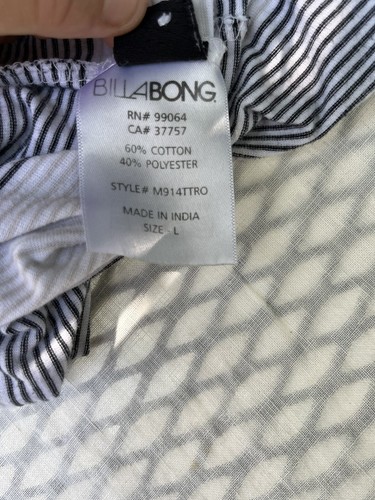 BILLABONG
RN# 99064
CA# 37757
60% COTTON
40% POLYESTER
STYLE# M914TTRO
MADE IN INDIA
SIZE - L